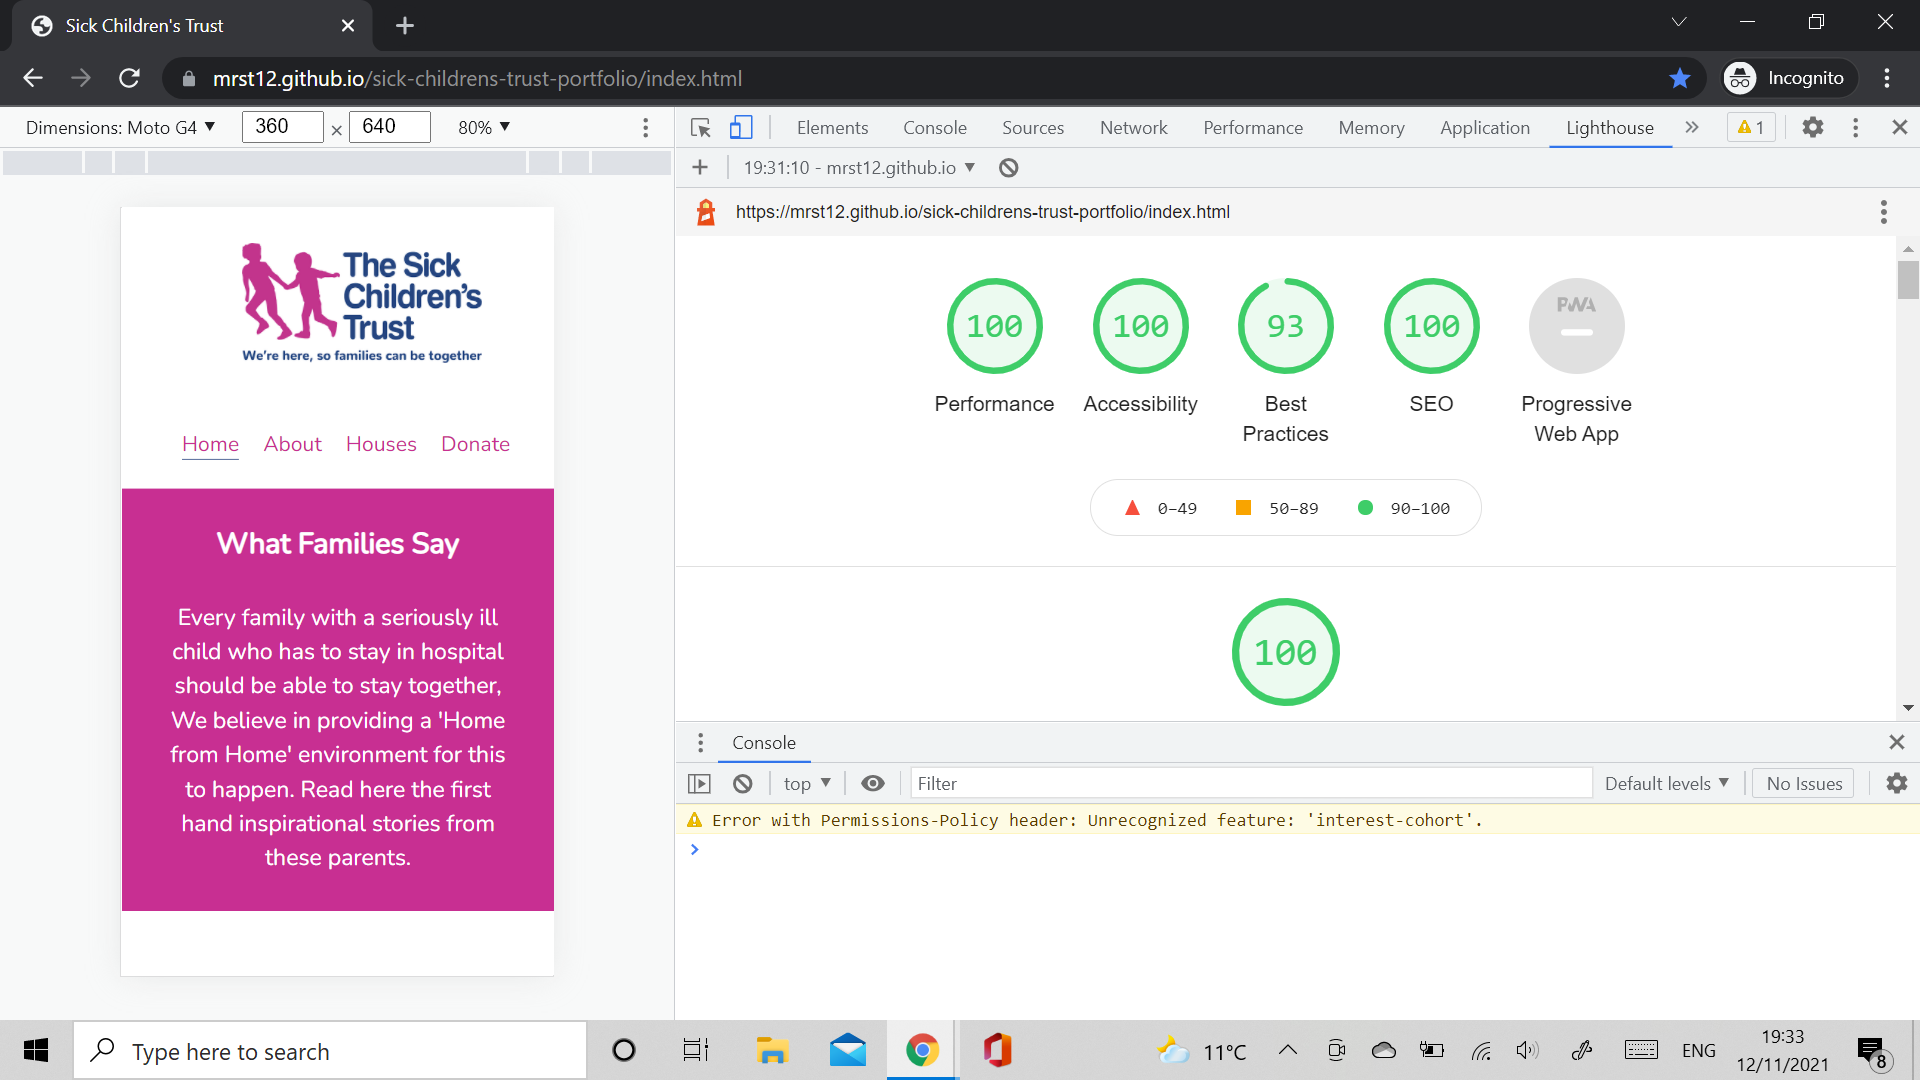 Sick Children's Trust
mrst12.github.io/sick-childrens-trust-portfolio/index.html
Incognito
Dimensions: Moto G4 360 × 640 80%
Elements Console Sources Network Performance Memory Application Lighthouse 1
19:31:10 - mrst12.github.io
https://mrst12.github.io/sick-childrens-trust-portfolio/index.html
The Sick
Children's
Trust
We're here, so families can be together
Home About Houses Donate
What Families Say
Every family with a seriously ill
child who has to stay in hospital
should be able to stay together,
We believe in providing a 'Home
from Home' environment for this
to happen. Read here the first
hand inspirational stories from
these parents.
100 100 93 100 PWA
Performance Accessibility Best Practices SEO Progressive Web App
0–49 50–89 90–100
100
Console
top Filter Default levels No Issues
Error with Permissions-Policy header: Unrecognized feature: 'interest-cohort'.
Type here to search
11°C
ENG
19:33
12/11/2021
8